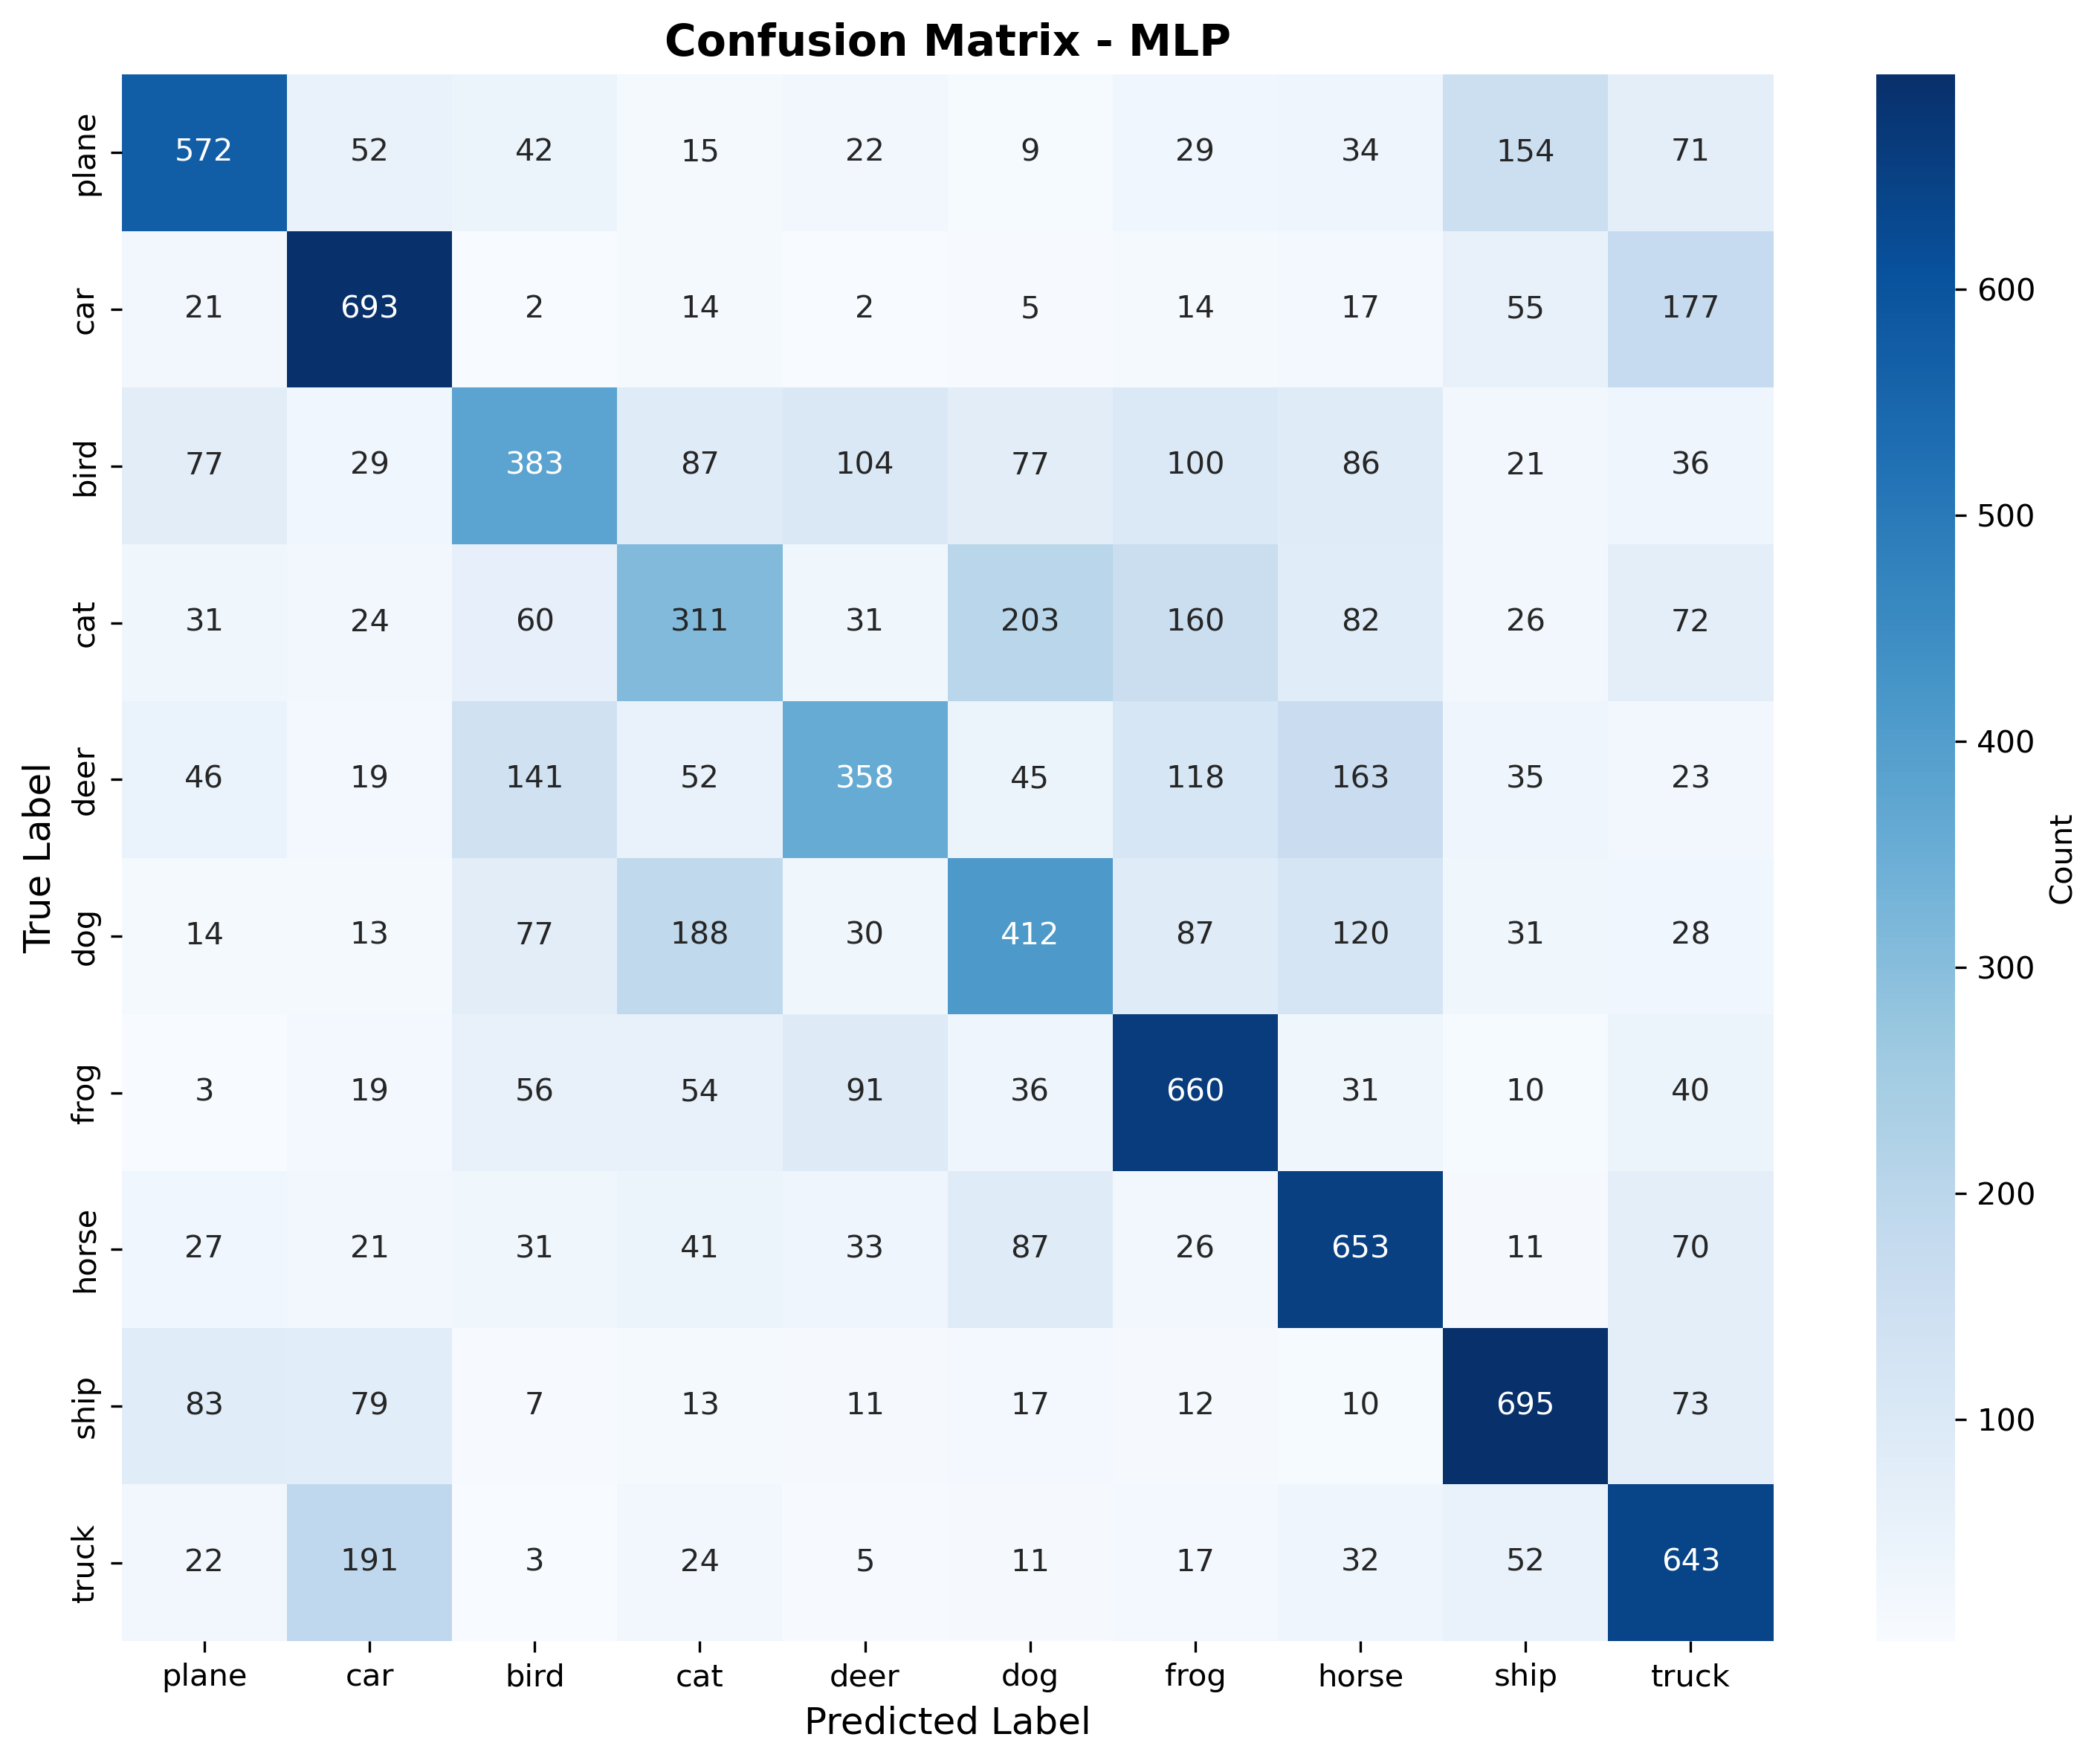 Confusion Matrix - MLP
True Label
plane 572 52 42 15 22 9 29 34 154 71
car 21 693 2 14 2 5 14 17 55 177
bird 77 29 383 87 104 77 100 86 21 36
cat 31 24 60 311 31 203 160 82 26 72
deer 46 19 141 52 358 45 118 163 35 23
dog 14 13 77 188 30 412 87 120 31 28
frog 3 19 56 54 91 36 660 31 10 40
horse 27 21 31 41 33 87 26 653 11 70
ship 83 79 7 13 11 17 12 10 695 73
truck 22 191 3 24 5 11 17 32 52 643
plane car bird cat deer dog frog horse ship truck
Predicted Label
600
500
400
300
200
100
Count